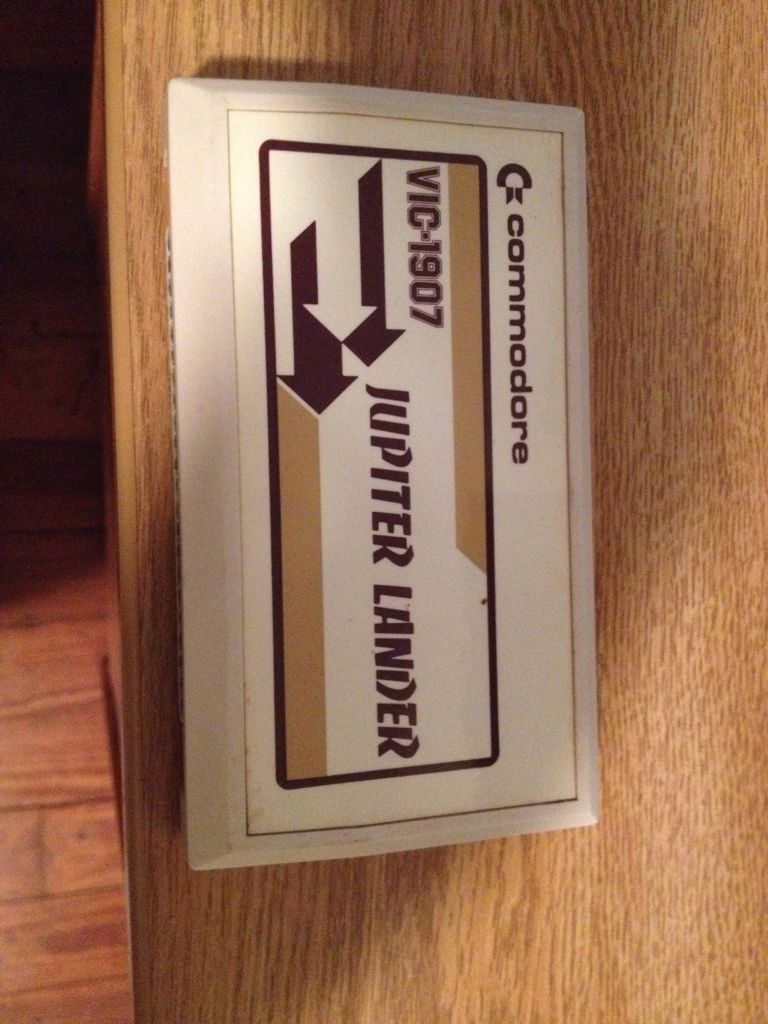 commodore
VIC-1907
JUPITER LANDER